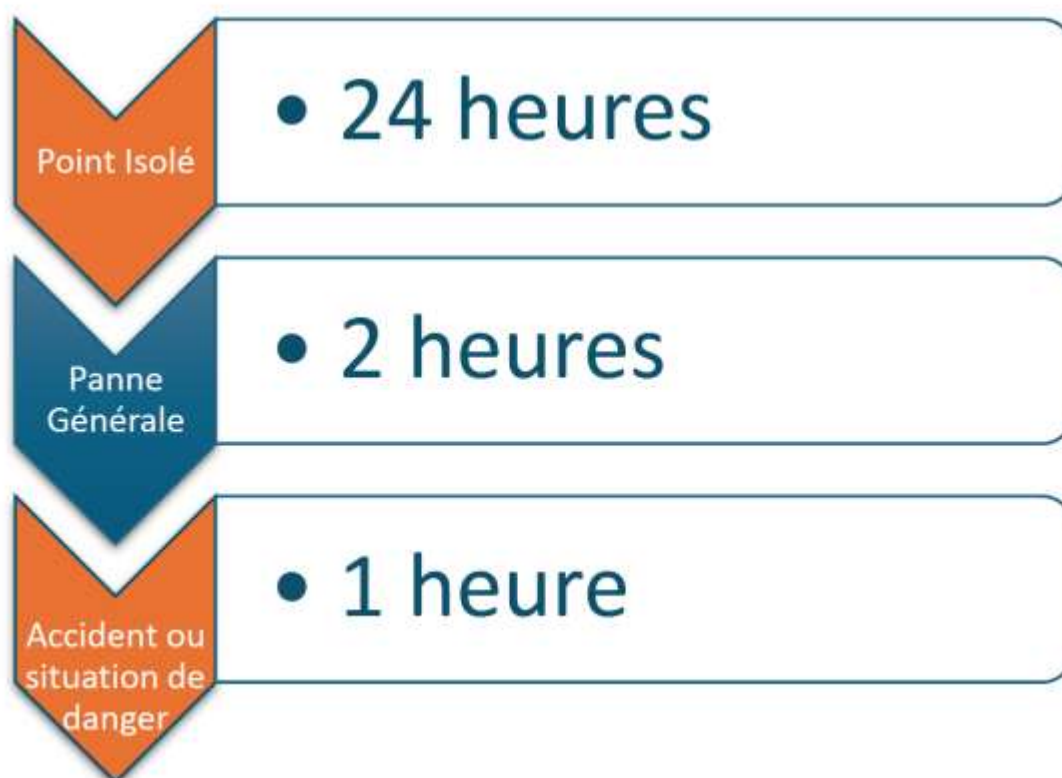 Point Isolé
• 24 heures
Panne
Générale
• 2 heures
Accident ou
situation de
danger
• 1 heure